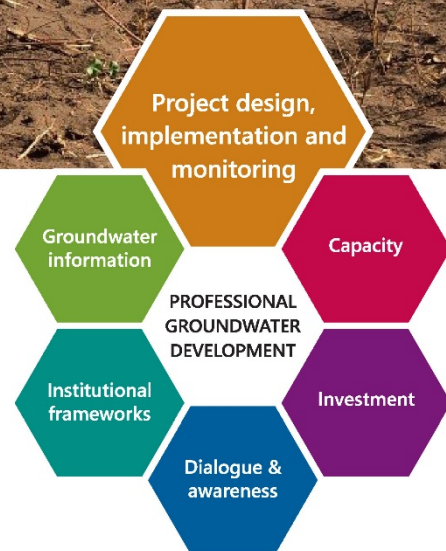 Project design,
implementation and
monitoring
Groundwater
information
Capacity
PROFESSIONAL
GROUNDWATER
DEVELOPMENT
Institutional
frameworks
Investment
Dialogue &
awareness